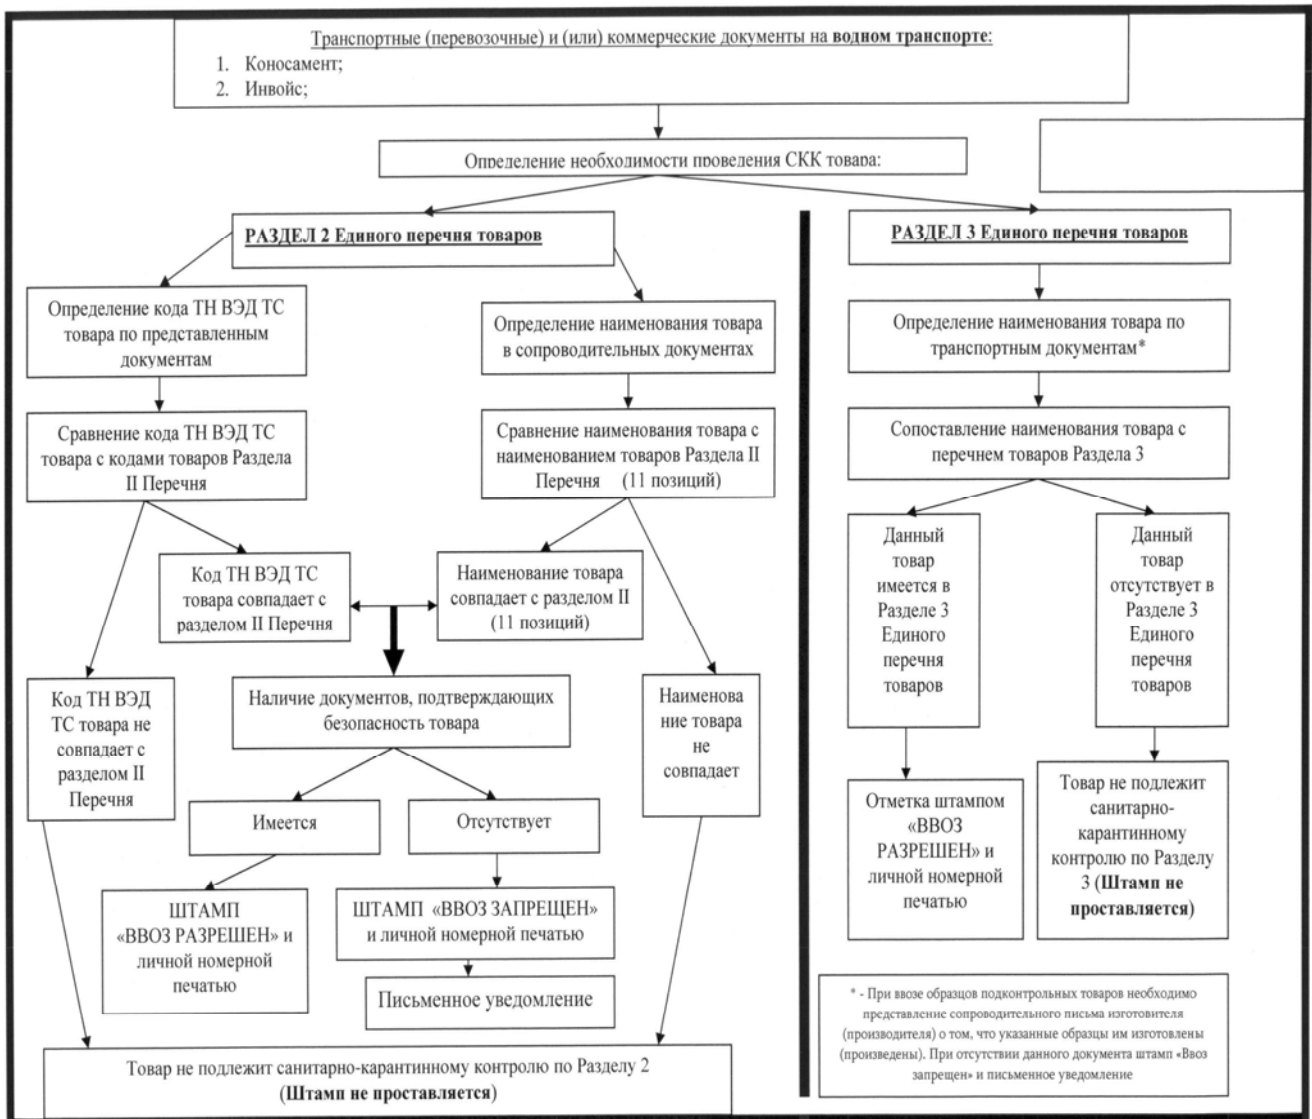 Транспортные (перевозочные) и (или) коммерческие документы на водном транспорте:
1. Коносамент;
2. Инвойс;
Определение необходимости проведения СКК товара:
РАЗДЕЛ 2 Единого перечня товаров
Определение кода ТН ВЭД ТС
товара по представленным
документам
Определение наименования товара
в сопроводительных документах
Сравнение кода ТН ВЭД ТС
товара с кодами товаров Раздела
II Перечня
Сравнение наименования товара с
наименованием товаров Раздела II
Перечня (11 позиций)
Код ТН ВЭД ТС
товара совпадает с
разделом II Перечня
Наименование товара
совпадает с разделом II
(11 позиций)
Код ТН ВЭД
ТС товара не
совпадает с
разделом II
Перечня
Наличие документов, подтверждающих
безопасность товара
Наименова
ние товара
не
совпадает
Имеется
Отсутствует
ШТАМП
«ВВОЗ РАЗРЕШЕН» и
личной номерной
печатью
ШТАМП «ВВОЗ ЗАПРЕЩЕН»
и личной номерной печатью
Письменное уведомление
Товар не подлежит санитарно-карантинному контролю по Разделу 2
(Штамп не проставляется)
РАЗДЕЛ 3 Единого перечня товаров
Определение наименования товара по
транспортным документам*
Сопоставление наименования товара с
перечнем товаров Раздела 3
Данный
товар
имеется в
Разделе 3
Единого
перечня
товаров
Данный
товар
отсутствует в
Разделе 3
Единого
перечня
товаров
Отметка штампом
«ВВОЗ
РАЗРЕШЕН» и
личной номерной
печатью
Товар не подлежит
санитарно-
карантинному
контролю по Разделу
3 (Штамп не
проставляется)
* - При ввозе образцов подконтрольных товаров необходимо
представление сопроводительного письма изготовителя
(производителя) о том, что указанные образцы им изготовлены
(произведены). При отсутствии данного документа штамп «Ввоз
запрещен» и письменное уведомление